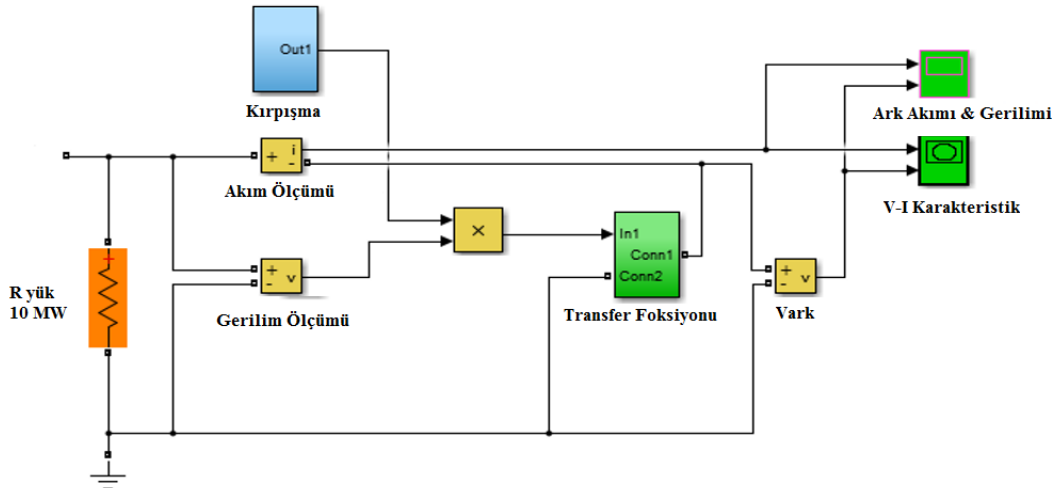 Out1
Kırpışma
Ark Akımı & Gerilimi
+ i
-
Akım Ölçümü
V-I Karakteristik
×
In1
Conn1
Conn2
+
- v
Gerilim Ölçümü
+
- v
R yük
10 MW
+
Transfer Foksiyonu
Vark